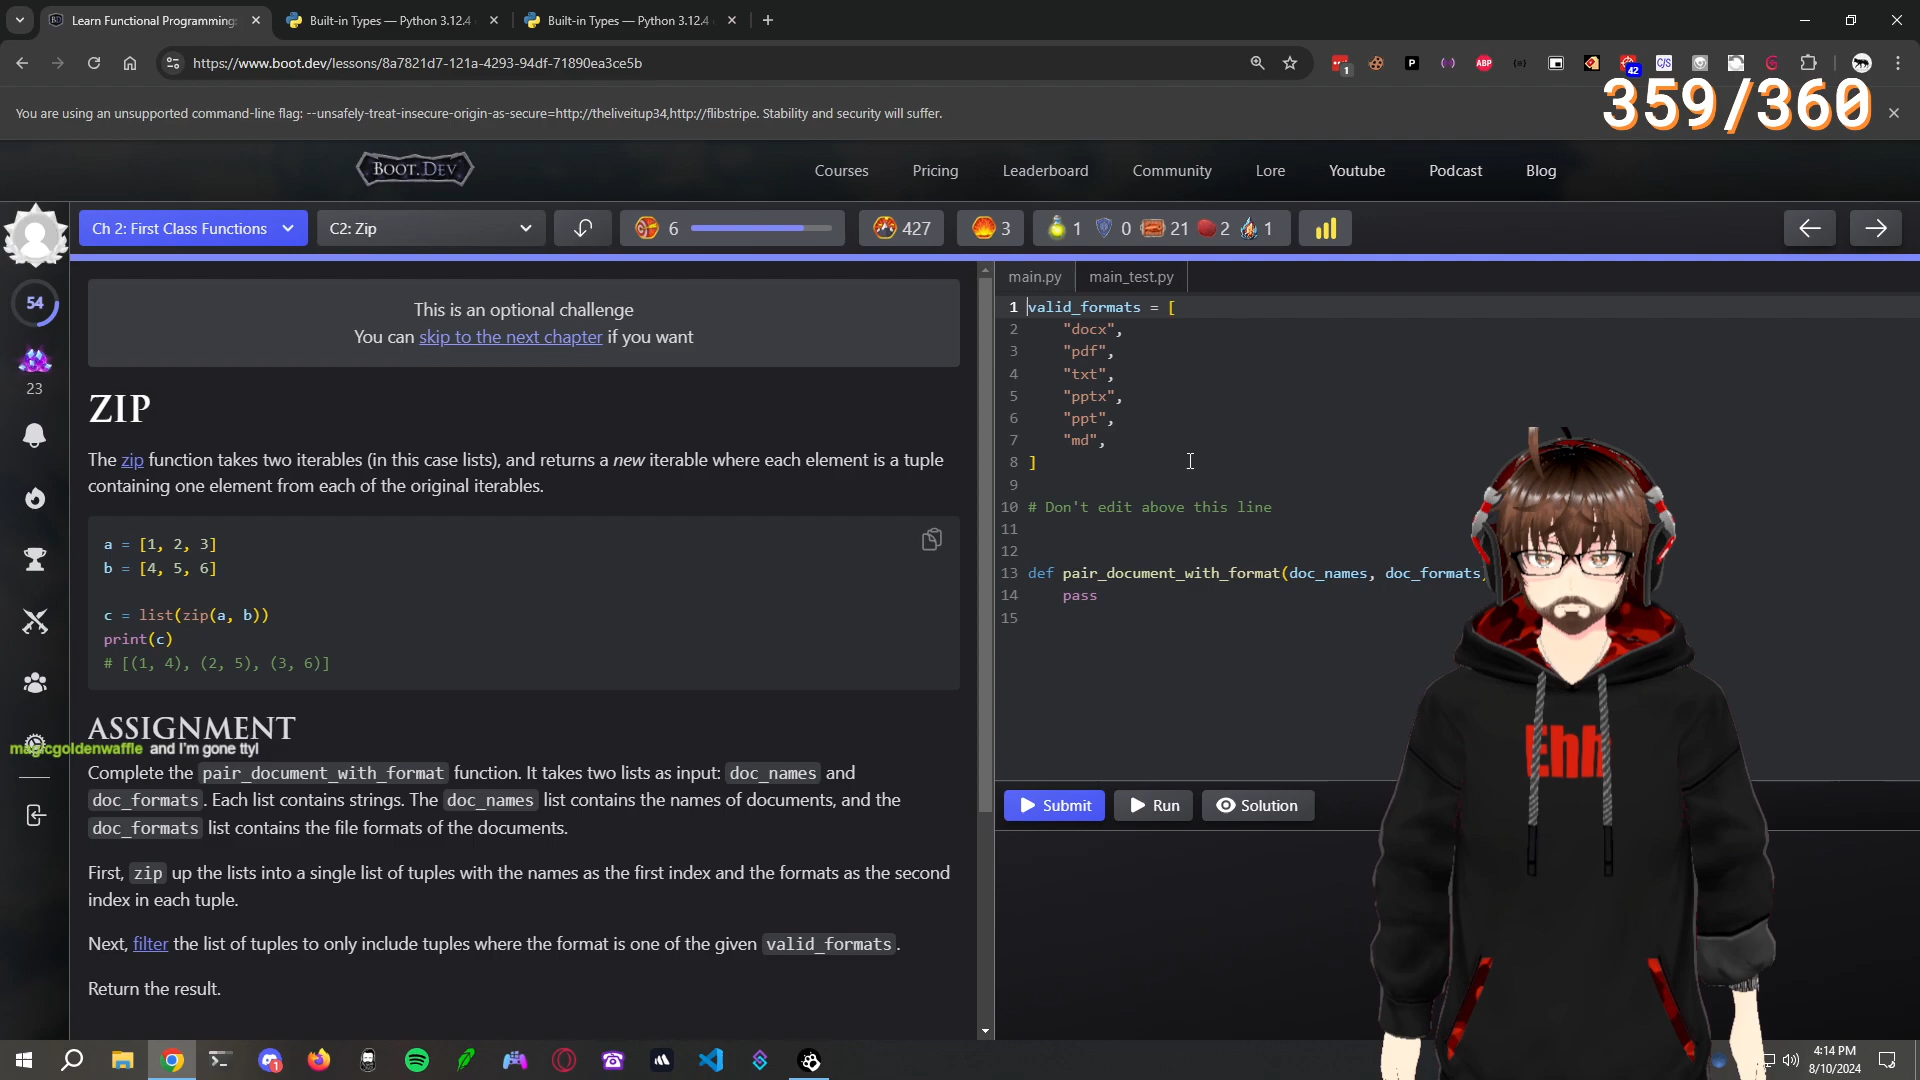 Learn Functional Programming:
Built-in Types — Python 3.12.4
Built-in Types — Python 3.12.4
https://www.boot.dev/lessons/8a7821d7-121a-4293-94df-71890ea3ce5b
1
P
ABP
42
C/S
You are using an unsupported command-line flag: --unsafely-treat-insecure-origin-as-secure=http://theliveitup34,http://flibstripe. Stability and security will suffer.
359/360
BOOT.DEV
Courses
Pricing
Leaderboard
Community
Lore
Youtube
Podcast
Blog
Ch 2: First Class Functions
C2: Zip
6
427
3
1
0
21
2
1
54
23
This is an optional challenge
You can skip to the next chapter if you want
ZIP
The zip function takes two iterables (in this case lists), and returns a new iterable where each element is a tuple
containing one element from each of the original iterables.
a = [1, 2, 3]
b = [4, 5, 6]
c = list(zip(a, b))
print(c)
# [(1, 4), (2, 5), (3, 6)]
ASSIGNMENT
magicgoldenwaffle and I'm gone ttyl
Complete the pair_document_with_format function. It takes two lists as input: doc_names and
doc_formats. Each list contains strings. The doc_names list contains the names of documents, and the
doc_formats list contains the file formats of the documents.
First, zip up the lists into a single list of tuples with the names as the first index and the formats as the second
index in each tuple.
Next, filter the list of tuples to only include tuples where the format is one of the given valid_formats.
Return the result.
main.py
main_test.py
1 valid_formats = [
2 "docx",
3 "pdf",
4 "txt",
5 "pptx",
6 "ppt",
7 "md",
8 ]
9
10 # Don't edit above this line
11
12
13 def pair_document_with_format(doc_names, doc_formats
14 pass
15
Submit
Run
Solution
Ehh
1
4:14 PM
8/10/2024